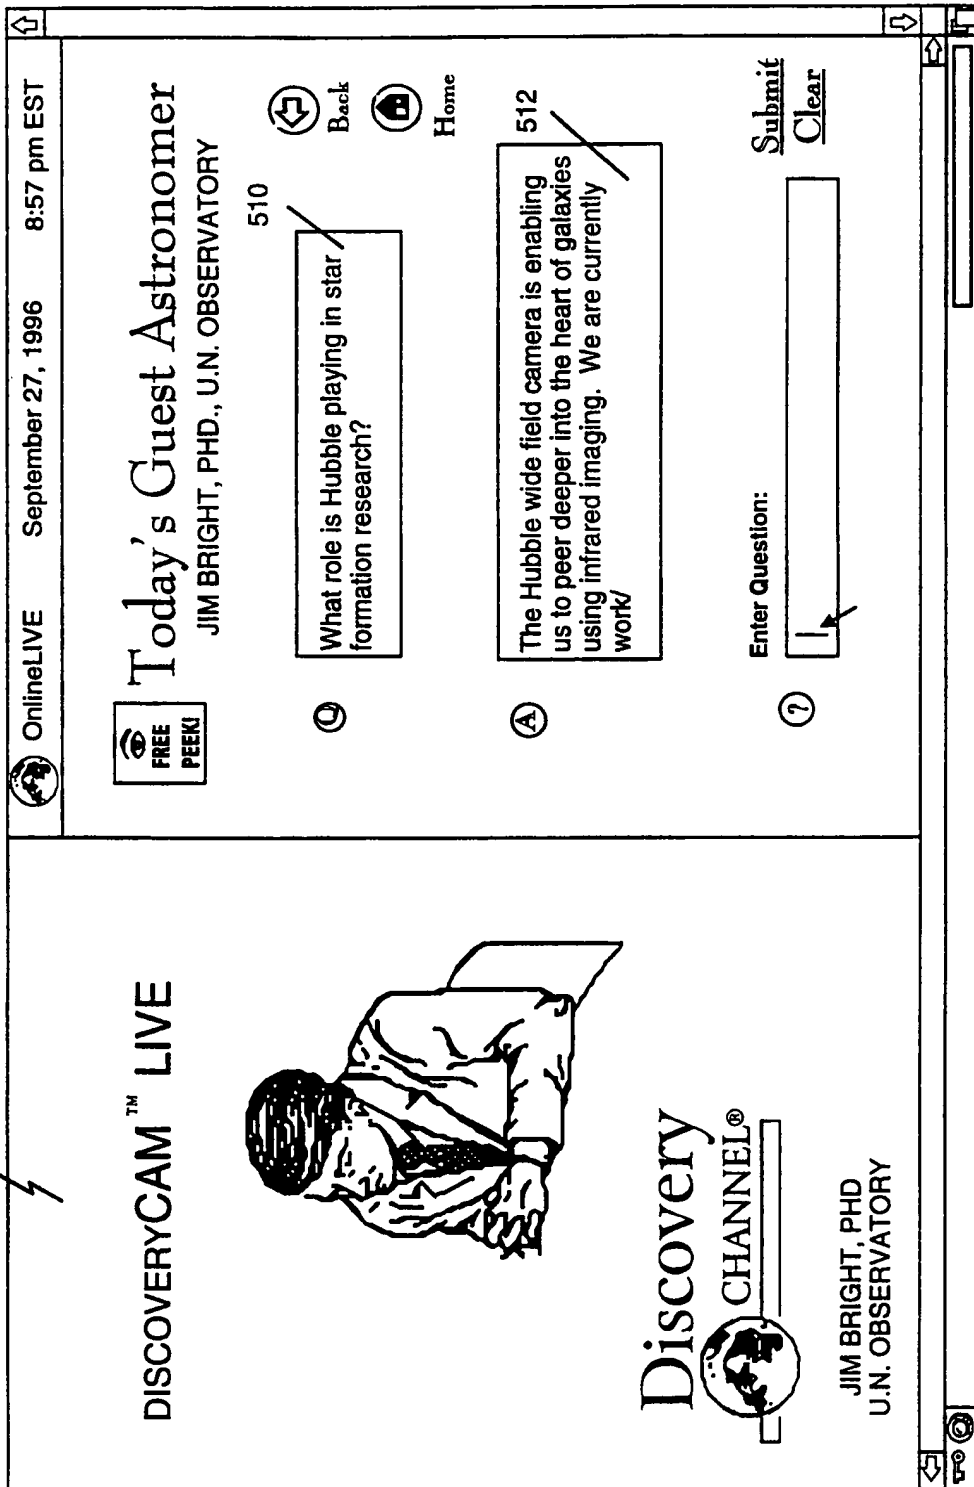 DISCOVERYCAM™ LIVE
Discovery
CHANNEL®
JIM BRIGHT, PHD
U.N. OBSERVATORY
OnlineLIVE September 27, 1996 8:57 pm EST
FREE
PEEK!
Today's Guest Astronomer
JIM BRIGHT, PHD., U.N. OBSERVATORY
510
Back
Home
Q
What role is Hubble playing in star
formation research?
512
A
The Hubble wide field camera is enabling
us to peer deeper into the heart of galaxies
using infrared imaging. We are currently
work/
Enter Question:
?
Submit
Clear